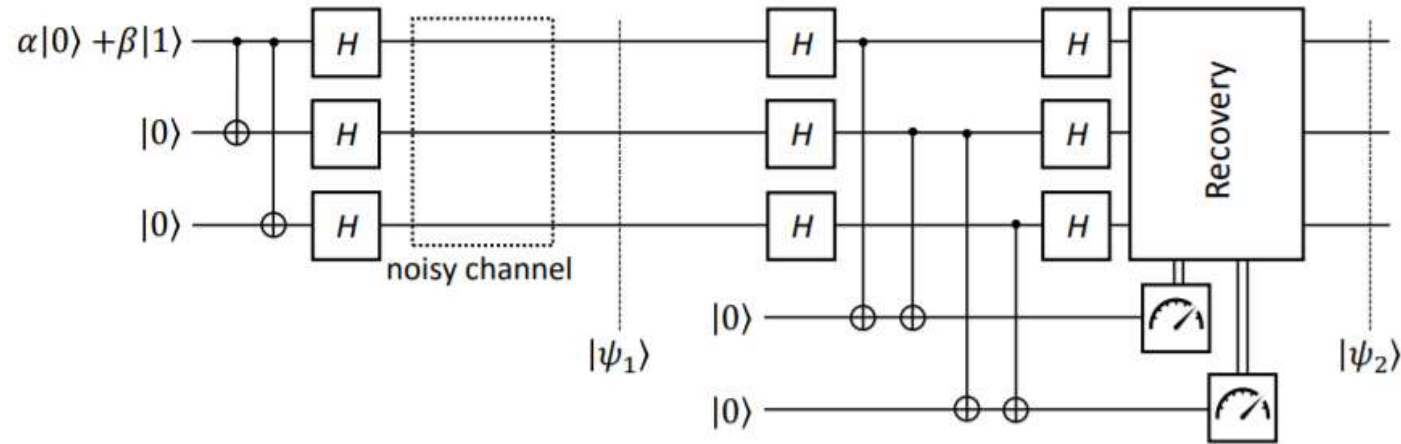 α|0⟩ +β|1⟩ H H H
|0⟩ H H H
|0⟩ H H H
Recovery
noisy channel
|0⟩
|ψ₁⟩ |ψ₂⟩
|0⟩